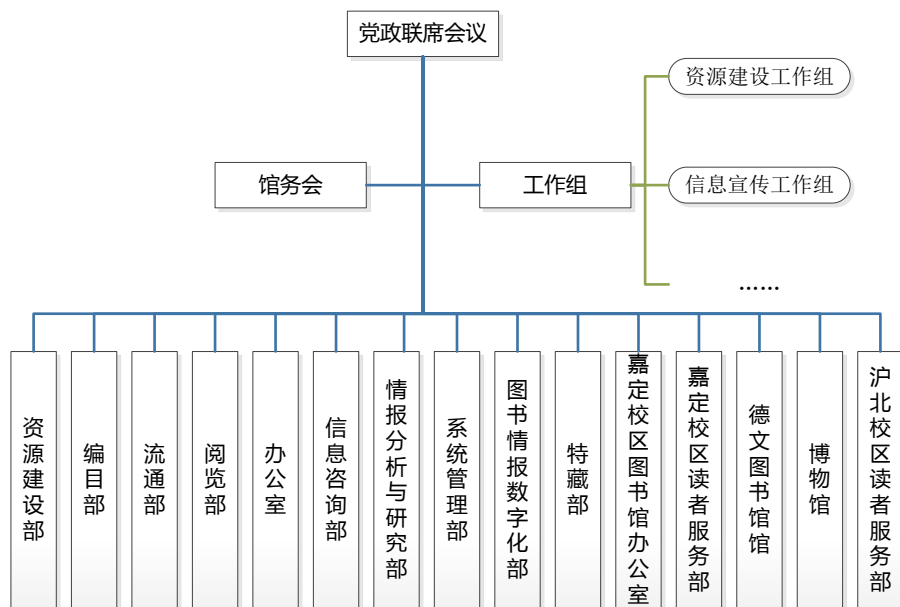 党政联席会议
资源建设工作组
馆务会
工作组
信息宣传工作组
……
资源建设部
编目部
流通部
阅览部
办公室
信息咨询部
情报分析与研究部
系统管理部
图书情报数字化部
特藏部
嘉定校区图书馆办公室
嘉定校区读者服务部
德文图书馆馆
博物馆
沪北校区读者服务部